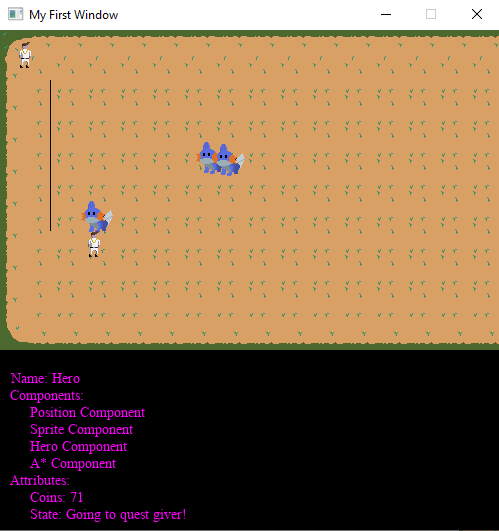 My First Window
Name: Hero
Components:
Position Component
Sprite Component
Hero Component
A* Component
Attributes:
Coins: 71
State: Going to quest giver!